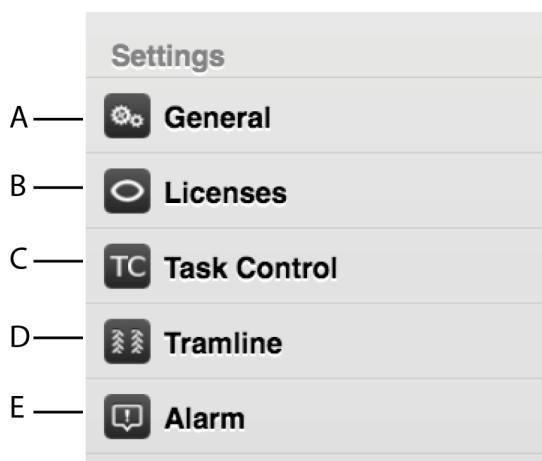 Settings
A General
B Licenses
C TC Task Control
D Tramline
E Alarm